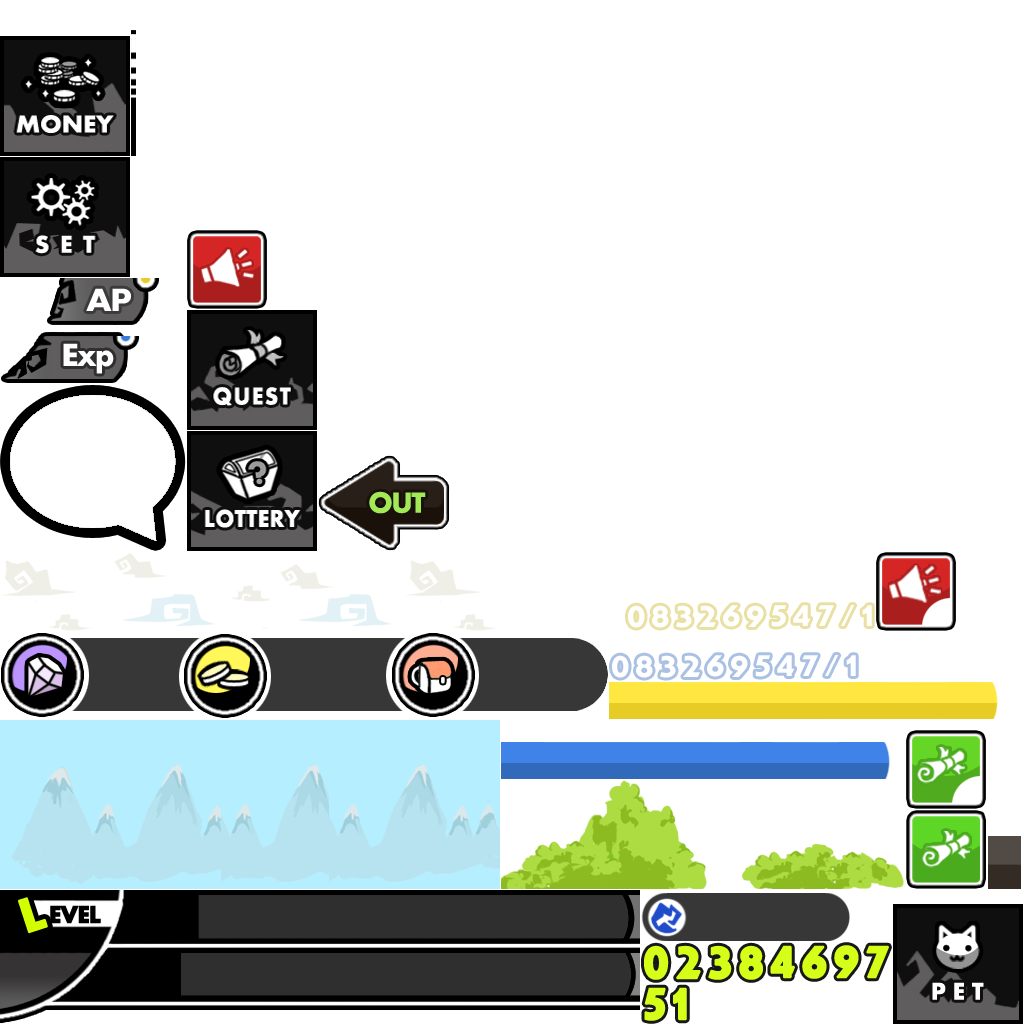 MONEY
SET
AP
Exp
QUEST
LOTTERY
OUT
083269547/1
083269547/1
LEVEL
02384697
51
PET